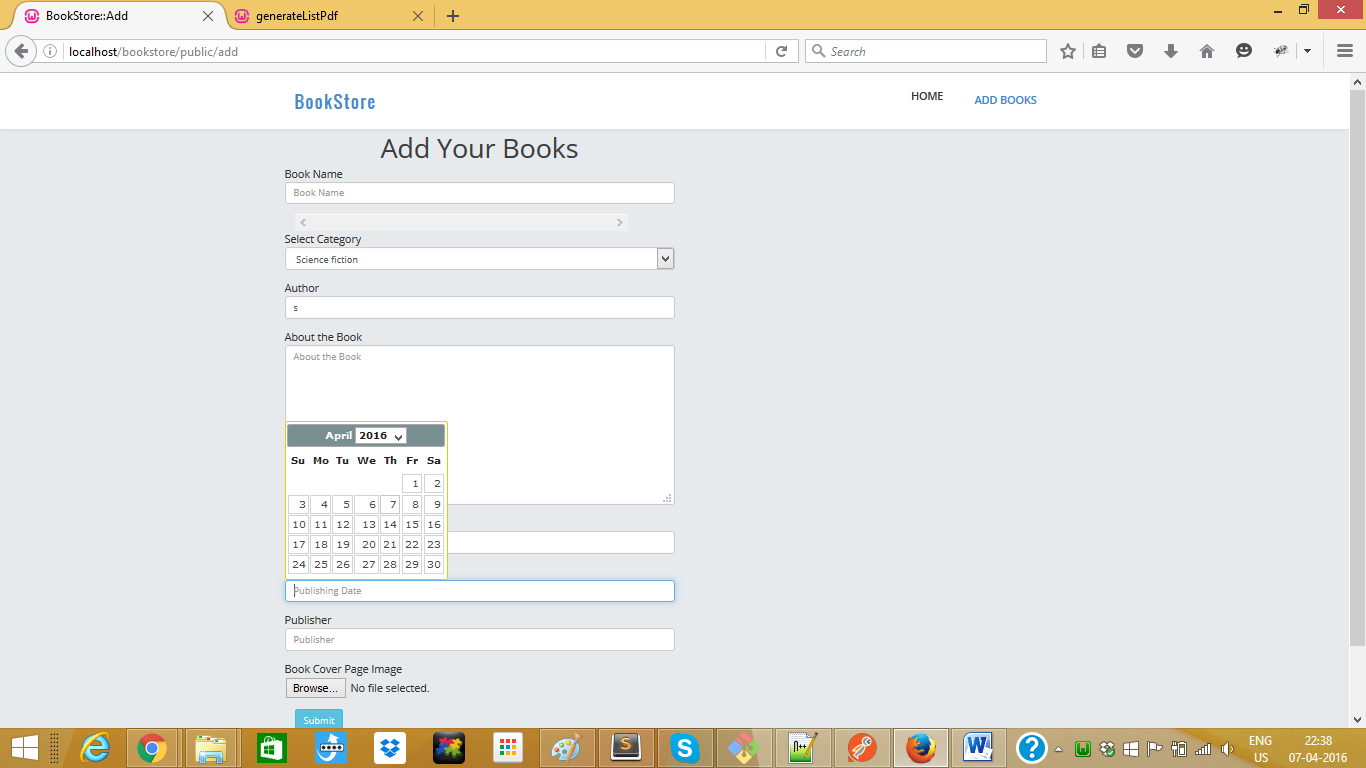 BookStore::Add
generateListPdf
localhost/bookstore/public/add
Search
BookStore
HOME
ADD BOOKS
Add Your Books
Book Name
Book Name
Select Category
Science fiction
Author
s
About the Book
About the Book
April 2016
Su Mo Tu We Th Fr Sa
1 2
3 4 5 6 7 8 9
10 11 12 13 14 15 16
17 18 19 20 21 22 23
24 25 26 27 28 29 30
Publishing Date
Publisher
Publisher
Book Cover Page Image
Browse... No file selected.
Submit
ENG 22:38
US 07-04-2016